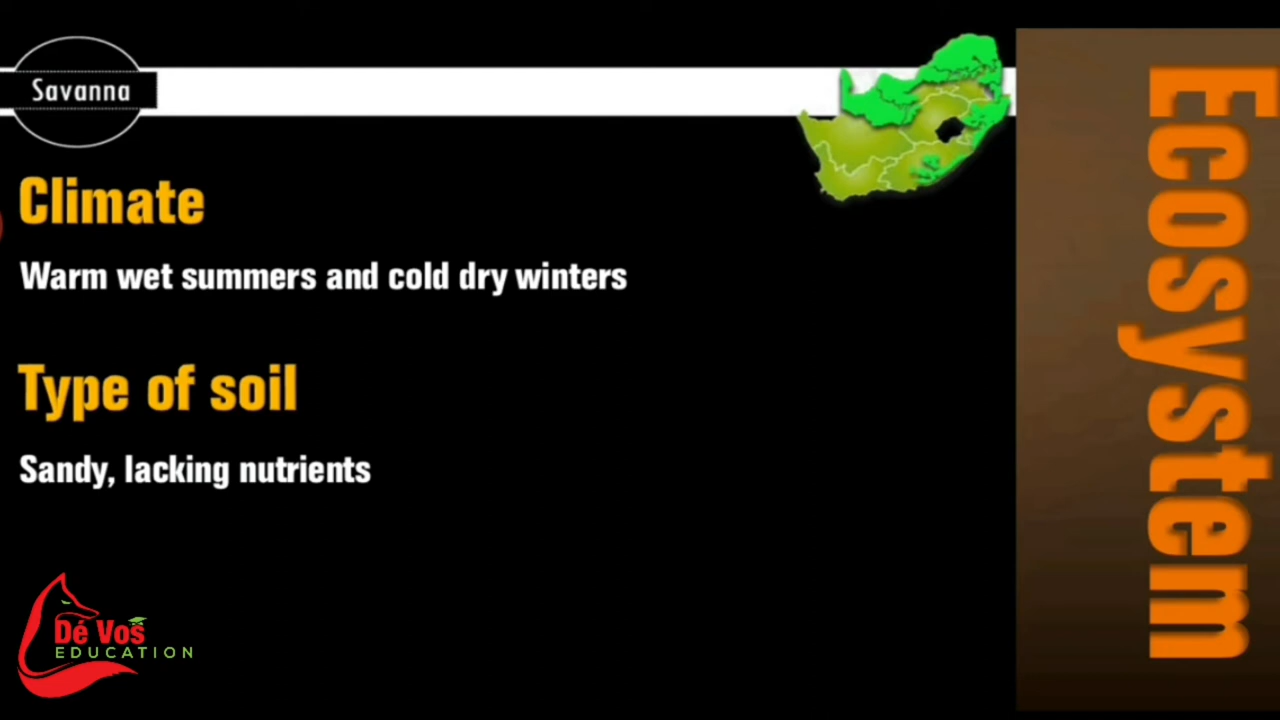 Savanna
Climate
Warm wet summers and cold dry winters
Type of soil
Sandy, lacking nutrients
Dé Vos
EDUCATION
Ecosystem